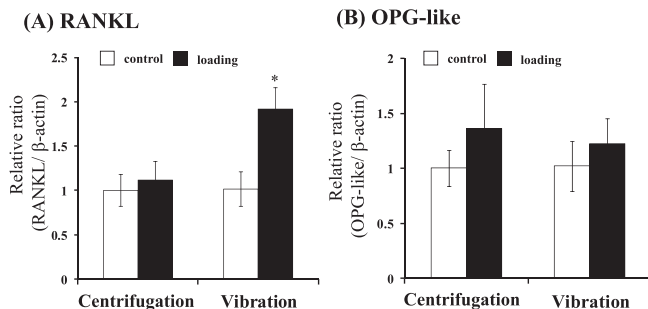 (A) RANKL
control loading
Relative ratio
(RANKL/ β-actin)
2.5
2
1.5
1
0.5
0
*
Centrifugation Vibration
(B) OPG-like
control loading
Relative ratio
(OPG-like/ β-actin)
2
1.5
1
0.5
0
Centrifugation Vibration